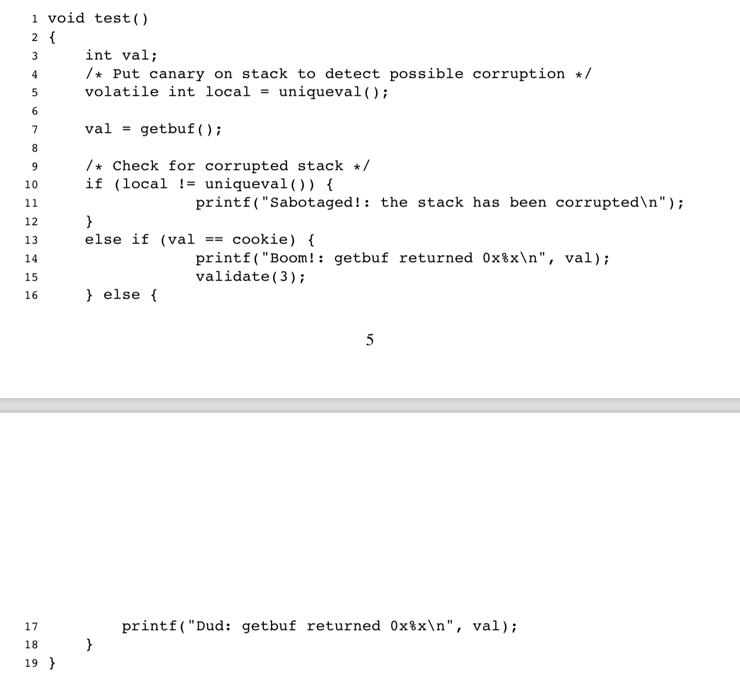 1 void test()
2 {
3     int val;
4     /* Put canary on stack to detect possible corruption */
5     volatile int local = uniqueval();
6
7     val = getbuf();
8
9     /* Check for corrupted stack */
10     if (local != uniqueval()) {
11                 printf("Sabotaged!: the stack has been corrupted\n");
12     }
13     else if (val == cookie) {
14                 printf("Boom!: getbuf returned 0x%x\n", val);
15                 validate(3);
16     } else {
5
17         printf("Dud: getbuf returned 0x%x\n", val);
18     }
19 }